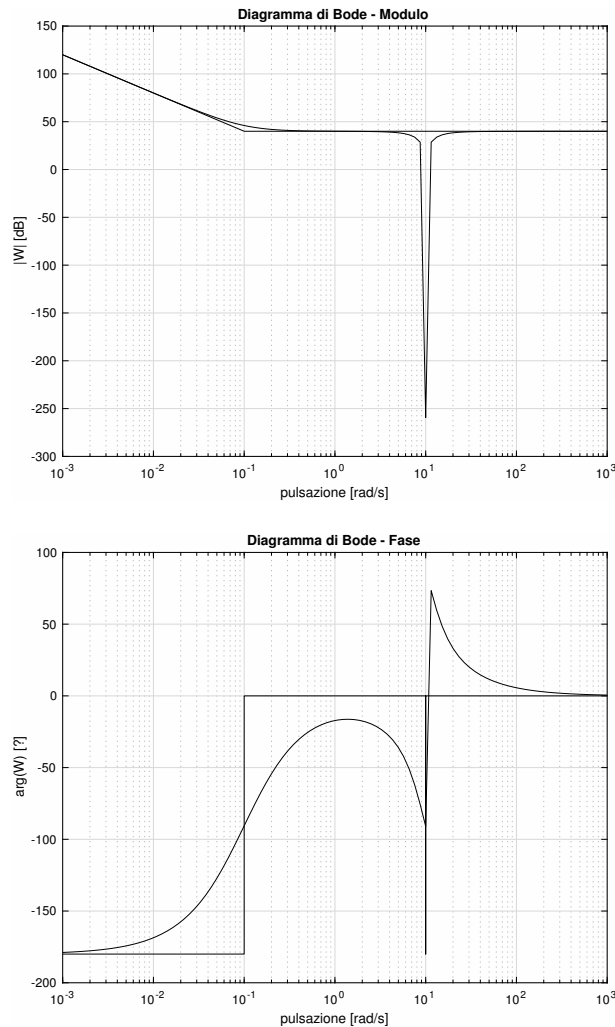 Diagramma di Bode - Modulo
150
100
50
0
-50
-100
-150
-200
-250
-300
|W| [dB]
10^-3 10^-2 10^-1 10^0 10^1 10^2 10^3
pulsazione [rad/s]
Diagramma di Bode - Fase
100
50
0
-50
-100
-150
-200
arg(W) [?]
10^-3 10^-2 10^-1 10^0 10^1 10^2 10^3
pulsazione [rad/s]